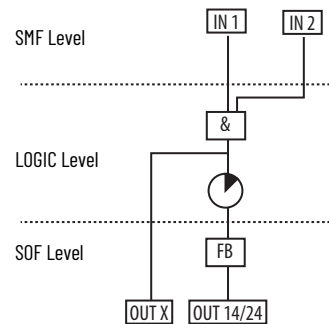 IN 1 IN 2
SMF Level
&
LOGIC Level
FB
SOF Level
OUT X OUT 14/24